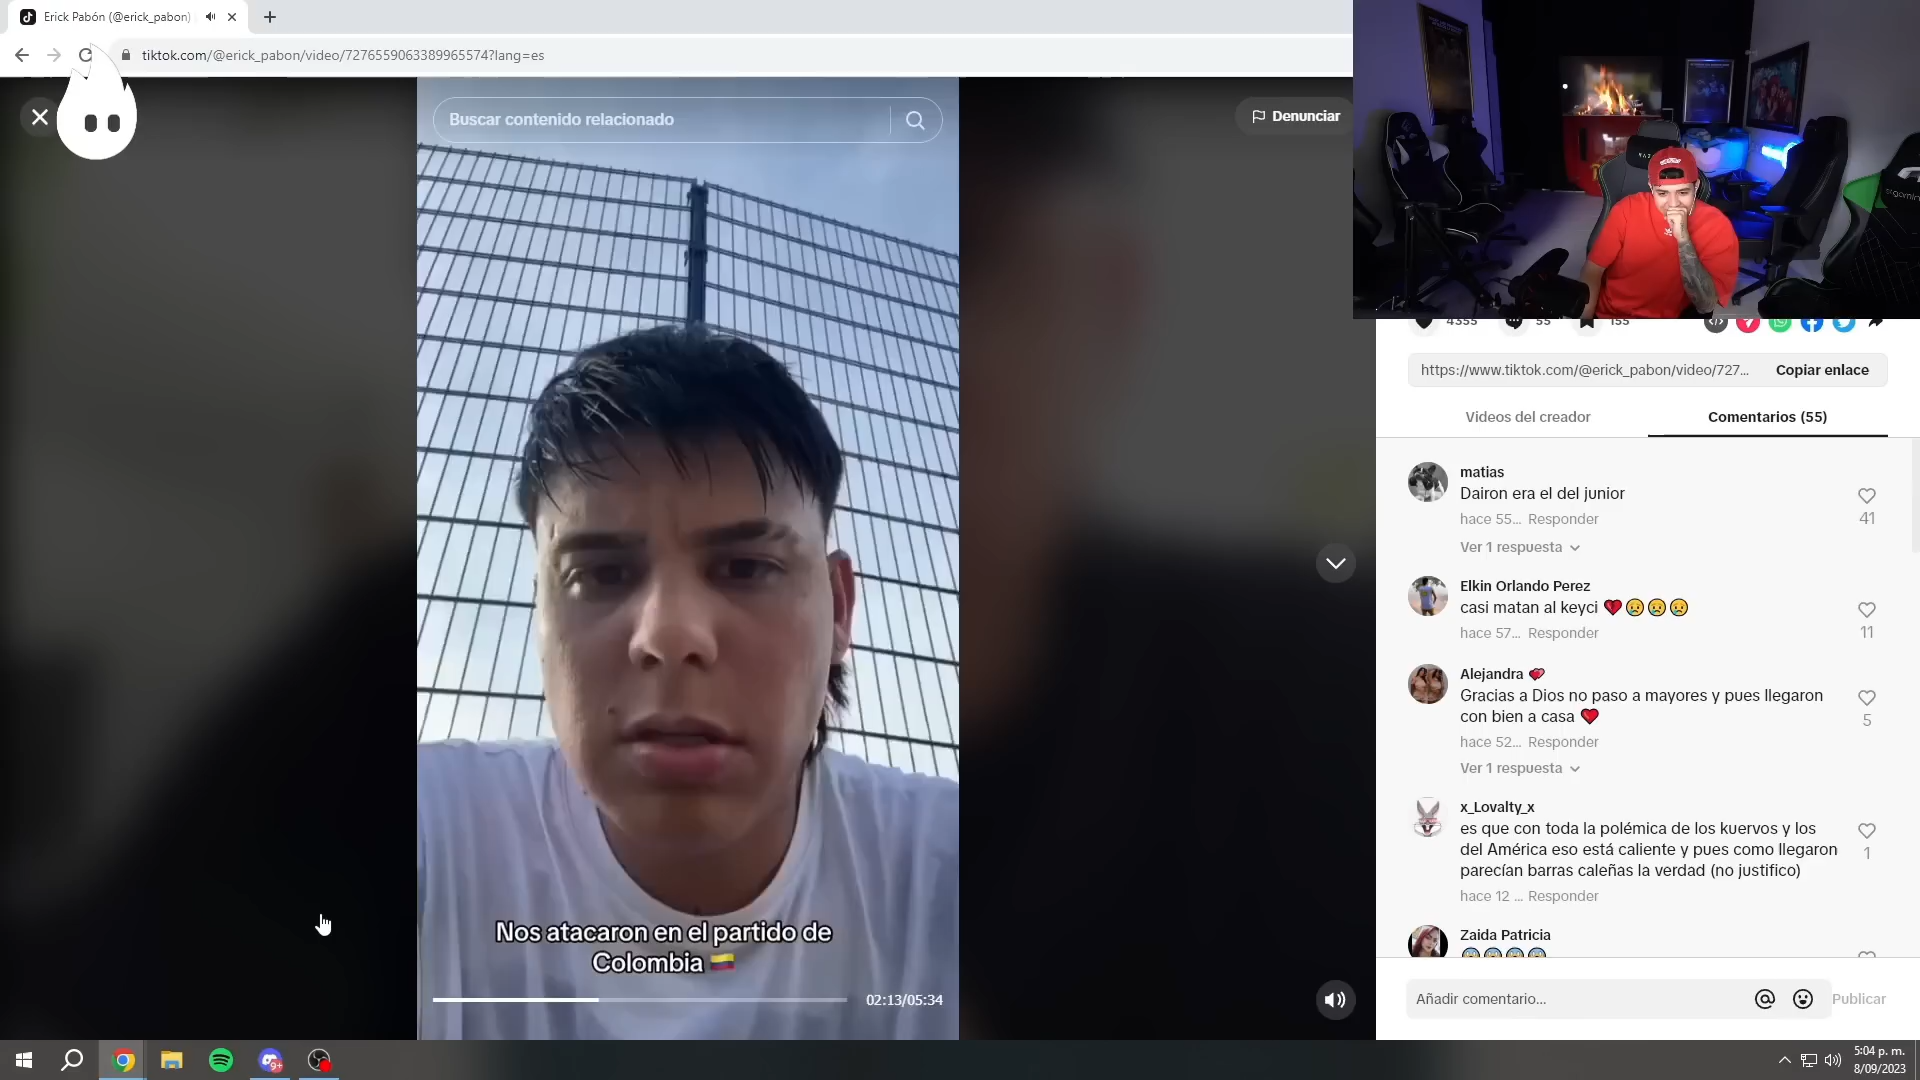 Erick Pabón (@erick_pabon)
tiktok.com/@erick_pabon/video/7276559063389965574?lang=es
Buscar contenido relacionado
Denunciar
Nos atacaron en el partido de
Colombia
02:13/05:34
4355
55
155
https://www.tiktok.com/@erick_pabon/video/727...
Copiar enlace
Videos del creador
Comentarios (55)
matias
Dairon era el del junior
hace 55... Responder
41
Ver 1 respuesta
Elkin Orlando Perez
casi matan al keyci
hace 57... Responder
11
Alejandra
Gracias a Dios no paso a mayores y pues llegaron
con bien a casa
hace 52... Responder
5
Ver 1 respuesta
x_Lovalty_x
es que con toda la polémica de los kuervos y los
del América eso está caliente y pues como llegaron
parecían barras caleñas la verdad (no justifico)
hace 12 ... Responder
1
Zaida Patricia
Añadir comentario...
Publicar
9+
5:04 p. m.
8/09/2023